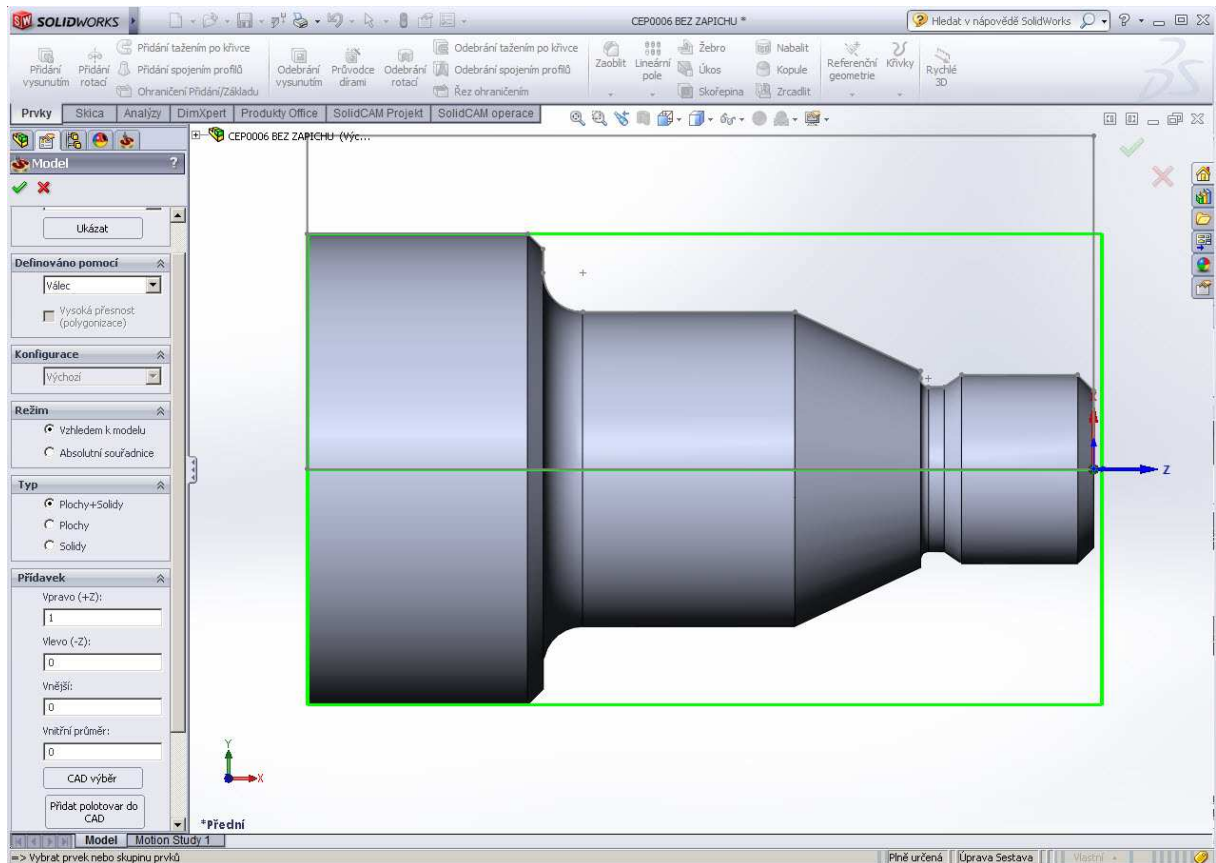 SOLIDWORKS
CEP0006 BEZ ZAPICHU *
Hledat v nápovědě SolidWorks
Přidání vysunutím
Přidání rotací
Přidání tažením po křivce
Přidání spojením profilů
Ohraničení Přidání/Základu
Odebrání vysunutím
Průvodce dírami
Odebrání rotací
Odebrání tažením po křivce
Odebrání spojením profilů
Řez ohraničením
Zaoblit
Lineární pole
Žebro
Úkos
Skořepina
Nabalit
Kopule
Zrcadlit
Referenční geometrie
Křivky
Rychlé 3D
Prvky
Skica
Analýzy
DimXpert
Produkty Office
SolidCAM Projekt
SolidCAM operace
CEP0006 BEZ ZAPICHU (Výc...
Model
?
Ukázat
Definováno pomocí
Válec
Vysoká přesnost
(polygonizace)
Konfigurace
Výchozí
Režim
Vzhledem k modelu
Absolutní souřadnice
Typ
Plochy+Solidy
Plochy
Solidy
Přídavek
Vpravo (+Z):
1
Vlevo (-Z):
0
Vnější:
0
Vnitřní průměr:
0
CAD výběr
Přidat polotovar do
CAD
Z
Y
X
*Přední
Model
Motion Study 1
=> Vybrat prvek nebo skupinu prvků
Plně určená
Úprava Sestava
Vlastní